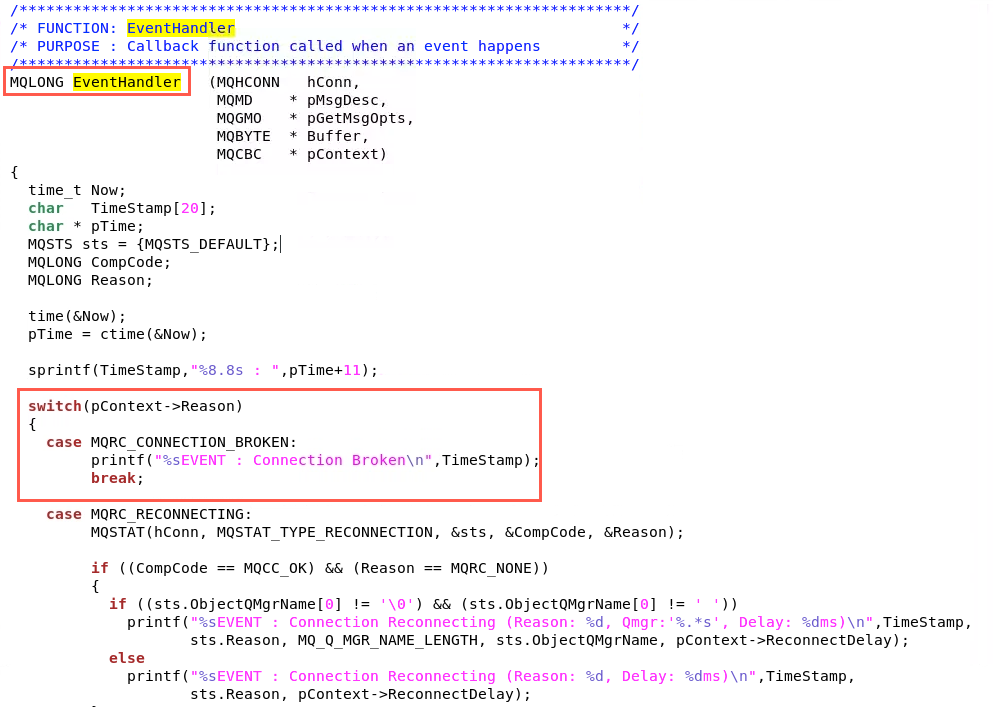 /********************************************************************/
/* FUNCTION: EventHandler                                           */
/* PURPOSE : Callback function called when an event happens         */
/********************************************************************/
MQLONG EventHandler   (MQHCONN   hConn,
                       MQMD    * pMsgDesc,
                       MQGMO   * pGetMsgOpts,
                       MQBYTE  * Buffer,
                       MQCBC   * pContext)
{
  time_t Now;
  char   TimeStamp[20];
  char * pTime;
  MQSTS sts = {MQSTS_DEFAULT};
  MQLONG CompCode;
  MQLONG Reason;

  time(&Now);
  pTime = ctime(&Now);

  sprintf(TimeStamp,"%8.8s : ",pTime+11);

  switch(pContext->Reason)
  {
    case MQRC_CONNECTION_BROKEN:
         printf("%sEVENT : Connection Broken\n",TimeStamp);
         break;

    case MQRC_RECONNECTING:
         MQSTAT(hConn, MQSTAT_TYPE_RECONNECTION, &sts, &CompCode, &Reason);

         if ((CompCode == MQCC_OK) && (Reason == MQRC_NONE))
         {
           if ((sts.ObjectQMgrName[0] != '\0') && (sts.ObjectQMgrName[0] != ' '))
             printf("%sEVENT : Connection Reconnecting (Reason: %d, Qmgr:'%.*s', Delay: %dms)\n",TimeStamp,
                    sts.Reason, MQ_Q_MGR_NAME_LENGTH, sts.ObjectQMgrName, pContext->ReconnectDelay);
           else
             printf("%sEVENT : Connection Reconnecting (Reason: %d, Delay: %dms)\n",TimeStamp,
                    sts.Reason, pContext->ReconnectDelay);